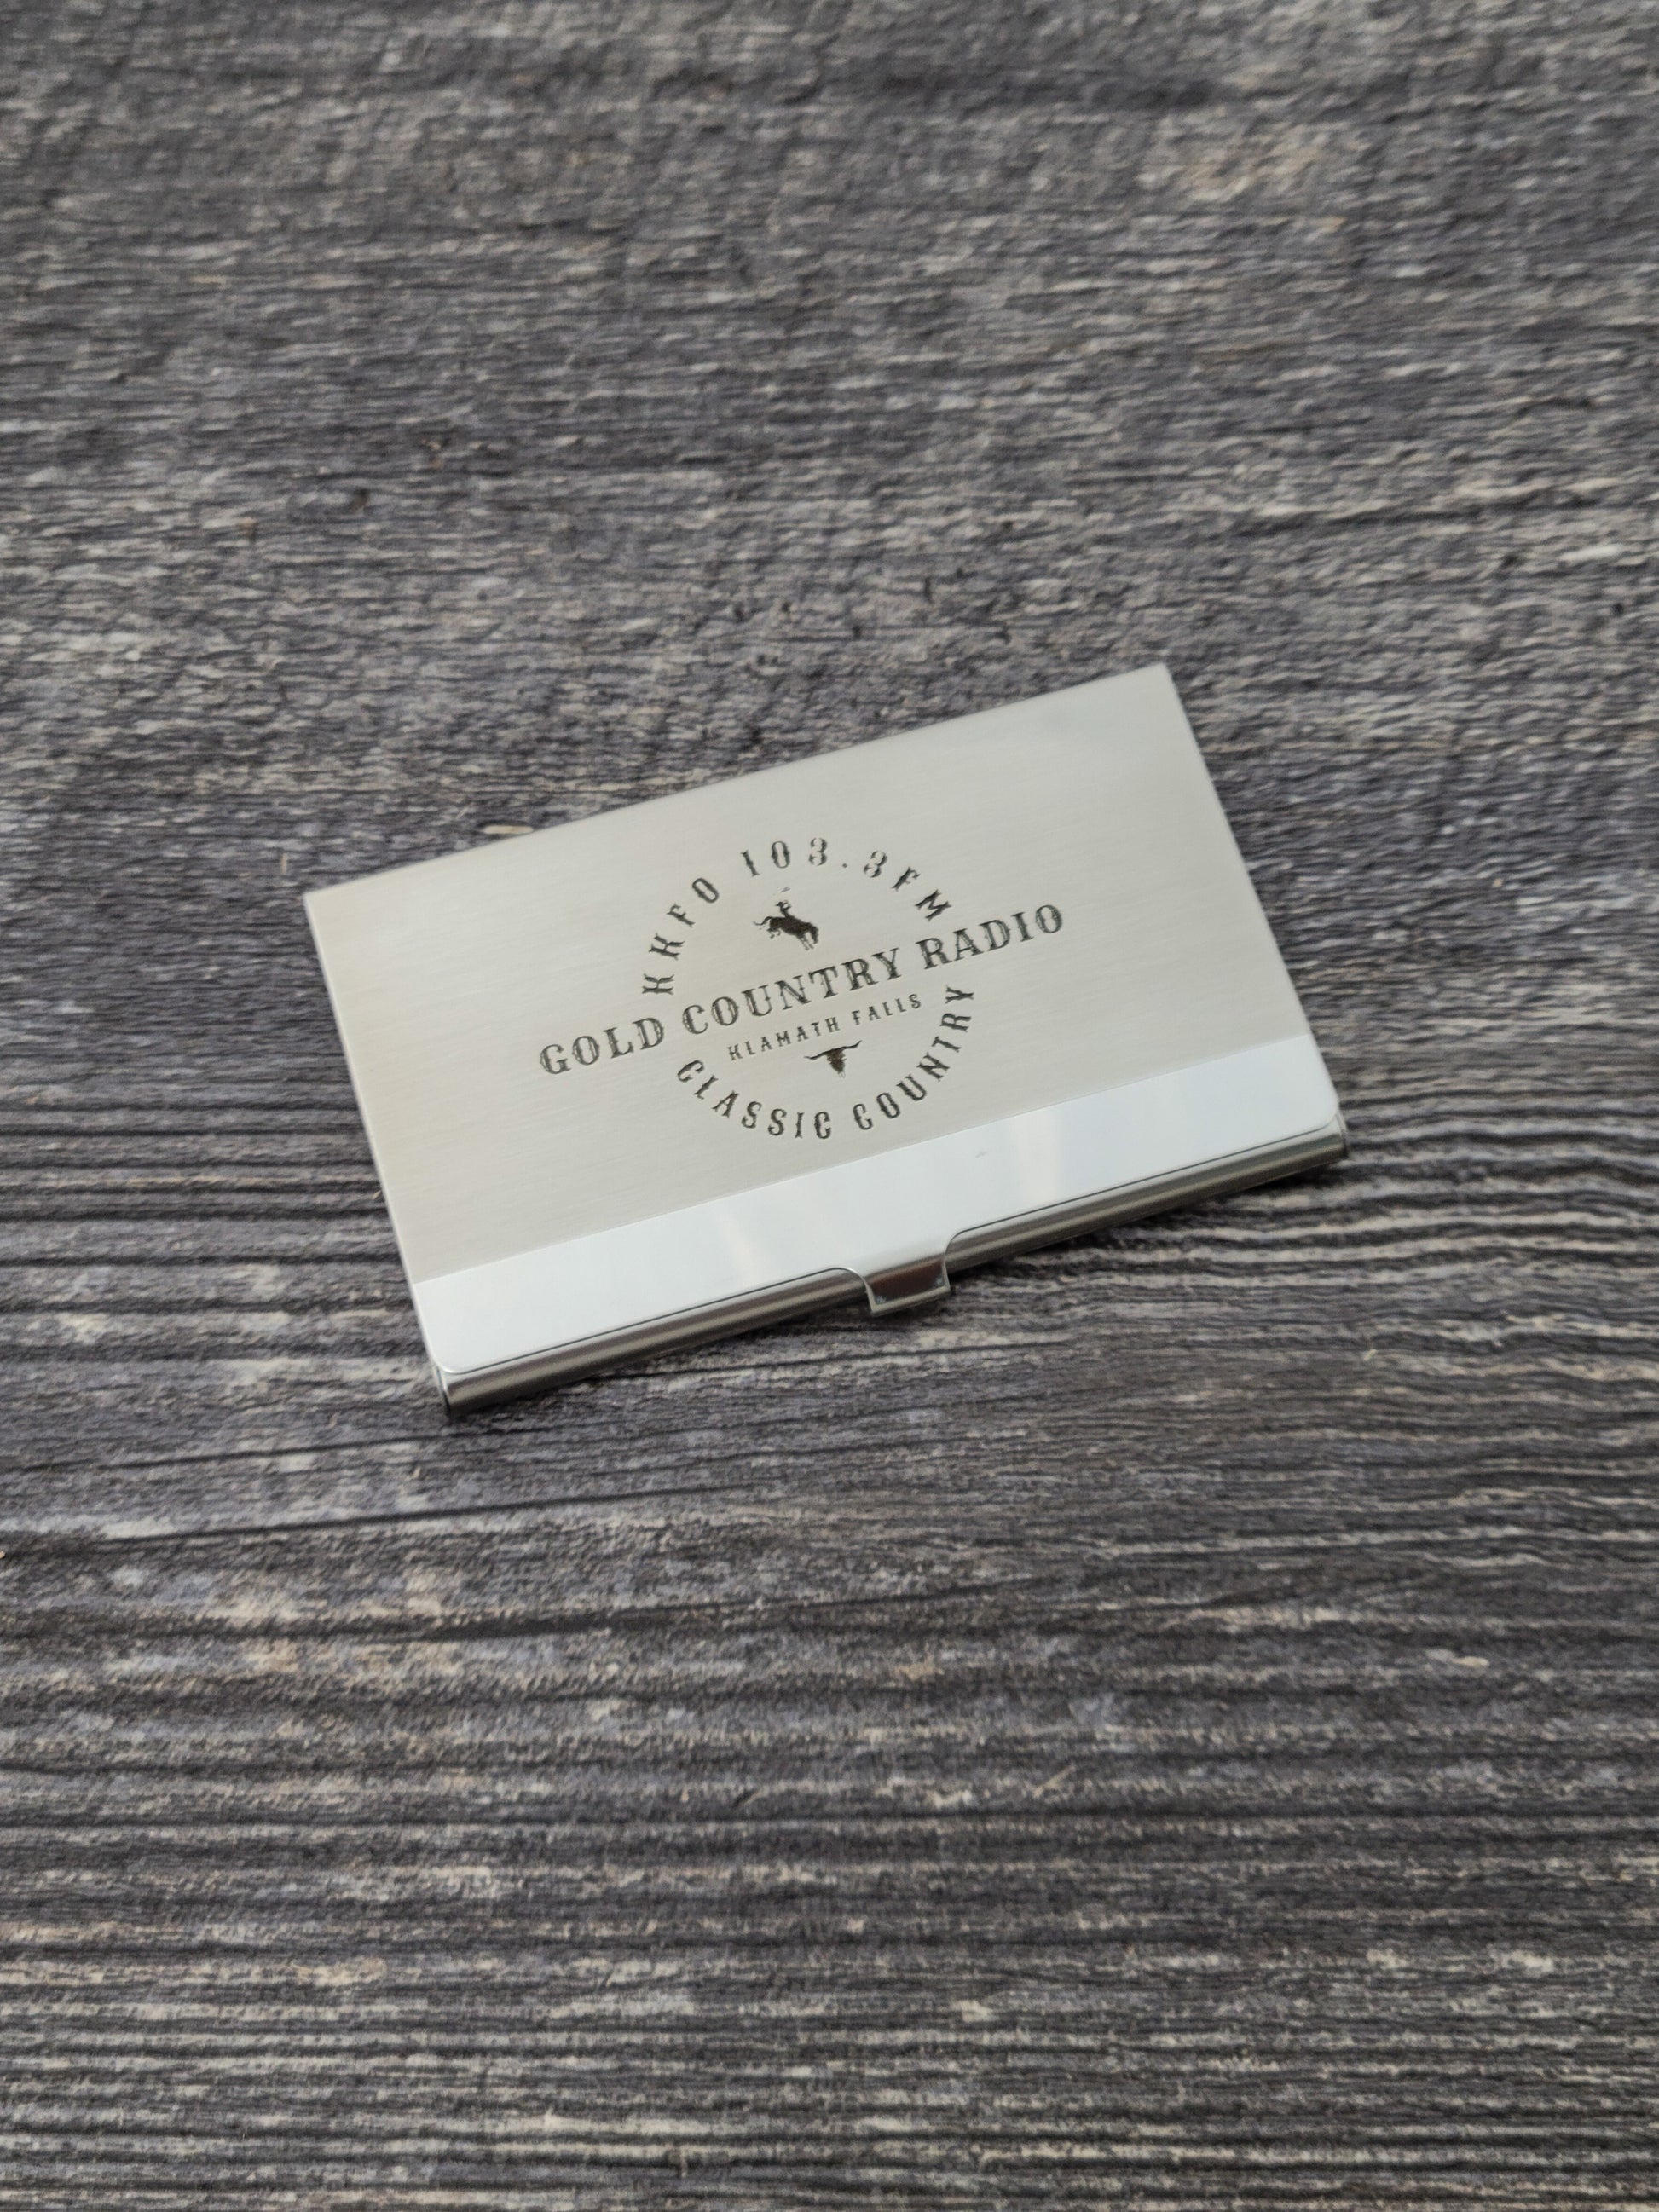 KKFO 103.3FM
GOLD COUNTRY RADIO
KLAMATH FALLS
CLASSIC COUNTRY